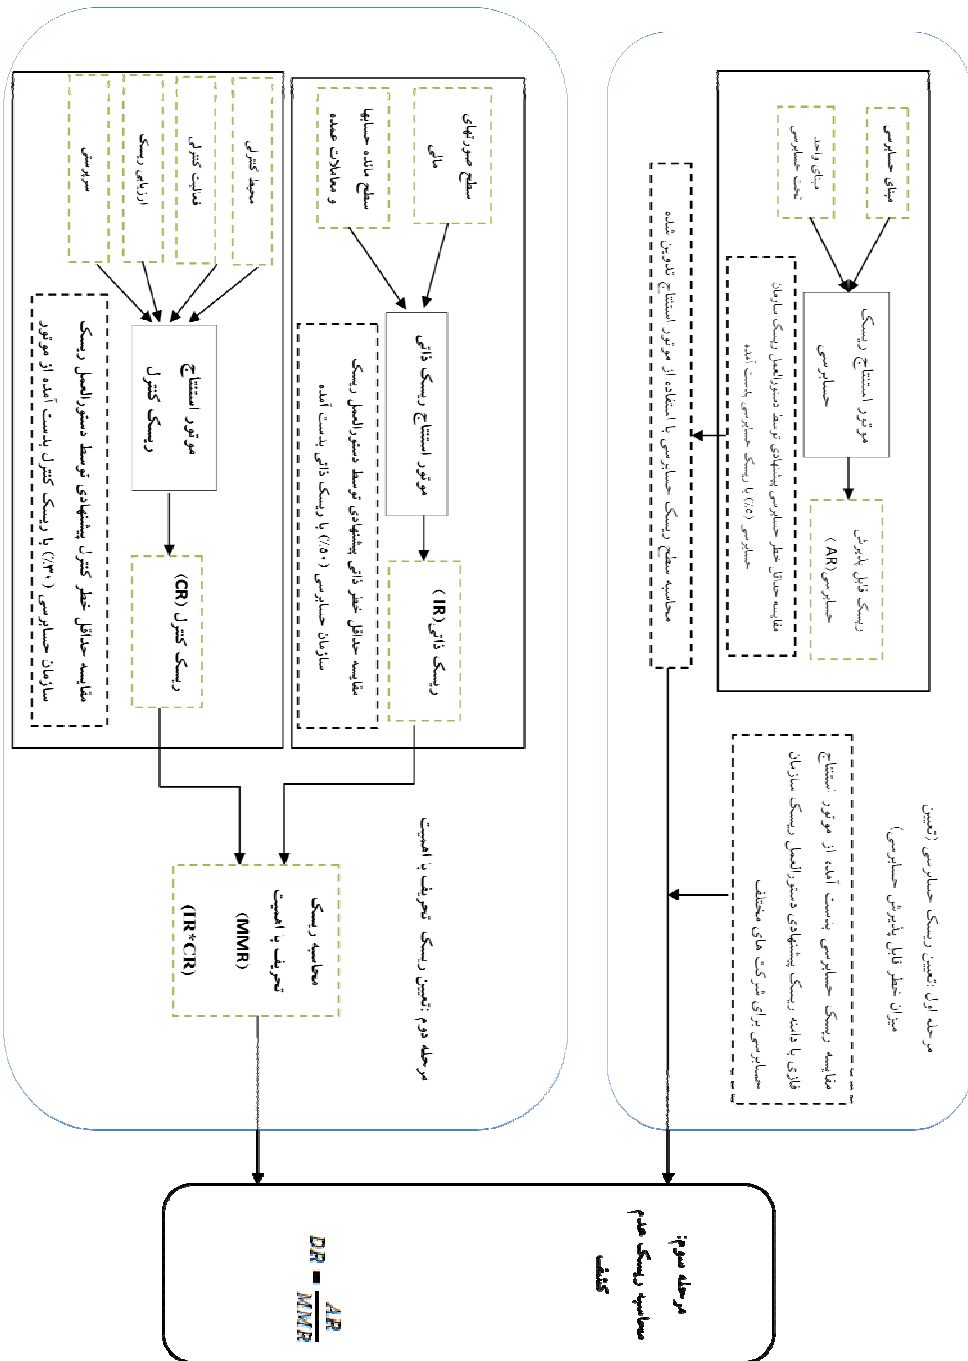 مرحله اول :تعیین ریسک حسابرسی (تعیین
میزان خطر قابل پذیرش حسابرسی)
مبنای حسابرسی
مبنای واحد
تحت حسابرسی
موتور استنتاج ریسک
حسابرسی
ریسک قابل پذیرش
حسابرسی(AR )
مقایسه حداقل خطر حسابرسی پیشنهادی توسط دستورالعمل ریسک سازمان
حسابرسی (۵٪) با ریسک حسابرسی بدست آمده
مقایسه ریسک حسابرسی بدست آمده از موتور استنتاج
فازی با دامنه ریسک پیشنهادی دستورالعمل ریسک سازمان
حسابرسی برای شرکت های مختلف
محاسبه سطح ریسک حسابرسی با استفاده از موتور استنتاج تدوین شده
سطح صورتهای
مالی
سطح مانده حسابها
و معاملات عمده
موتور استنتاج ریسک ذاتی
ریسک ذاتی(IR )
مقایسه حداقل خطر ذاتی پیشنهادی توسط دستورالعمل ریسک
سازمان حسابرسی (۵۰٪) با ریسک ذاتی بدست آمده
محیط کنترلی
فعالیت کنترلی
ارزیابی ریسک
سرپرستی
موتور استنتاج
ریسک کنترل
ریسک کنترل (CR)
مقایسه حداقل خطر کنترل پیشنهادی توسط دستورالعمل ریسک
سازمان حسابرسی (۳۰٪) با ریسک کنترل بدست آمده از موتور
مرحله دوم :تعیین ریسک تحریف با اهمیت
محاسبه ریسک
تحریف با اهمیت
(MMR)
(IR*CR)
مرحله سوم:
محاسبه ریسک عدم
کشف
DR = AR / MMR